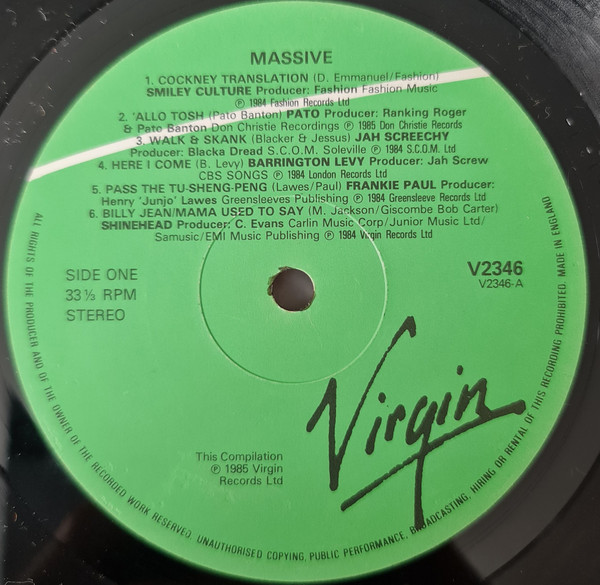 MASSIVE
1. COCKNEY TRANSLATION (D. Emmanuel/Fashion)
SMILEY CULTURE Producer: Fashion Fashion Music
℗ 1984 Fashion Records Ltd
2. 'ALLO TOSH (Pato Banton) PATO Producer: Ranking Roger
& Pato Banton Don Christie Recordings ℗ 1985 Don Christie Records
3. WALK & SKANK (Blacker & Jesus) JAH SCREECHY
Producer: Blacka Dread S.C.O.M. Soleville ℗ 1984 S.C.O.M. Ltd
4. HERE I COME (B. Levy) BARRINGTON LEVY Producer: Jah Screw
CBS SONGS ℗ 1984 London Records Ltd
5. PASS THE TU-SHENG-PENG (Lawes/Paul) FRANKIE PAUL Producer:
Henry 'Junjo' Lawes Greensleeves Publishing ℗ 1984 Greensleeve Records
6. BILLY JEAN/MAMA USED TO SAY (M. Jackson/Giscombe Bob Carter)
SHINEHEAD Producer: C. Evans Carlin Music Corp/Junior Music Ltd/
Samusic/EMI Music Publishing ℗ 1984 Virgin Records Ltd
SIDE ONE
33⅓ RPM
STEREO
V2346
V2346-A
Virgin
This Compilation
℗ 1985 Virgin
Records Ltd
ALL RIGHTS OF THE PRODUCER AND OF THE OWNER OF THE RECORDED WORK RESERVED. UNAUTHORISED COPYING, PUBLIC PERFORMANCE, BROADCASTING, HIRING OR RENTAL OF THIS RECORDING PROHIBITED. MADE IN ENGLAND